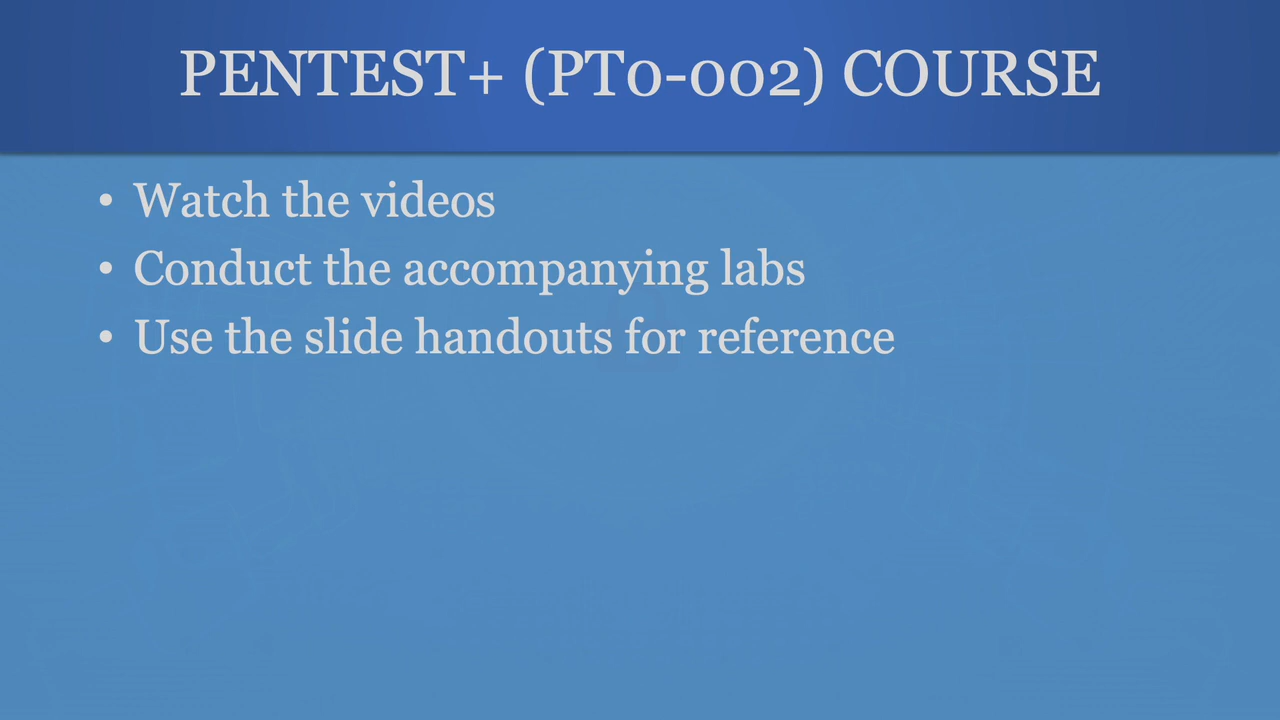 PENTEST+ (PT0-002) COURSE
• Watch the videos
• Conduct the accompanying labs
• Use the slide handouts for reference